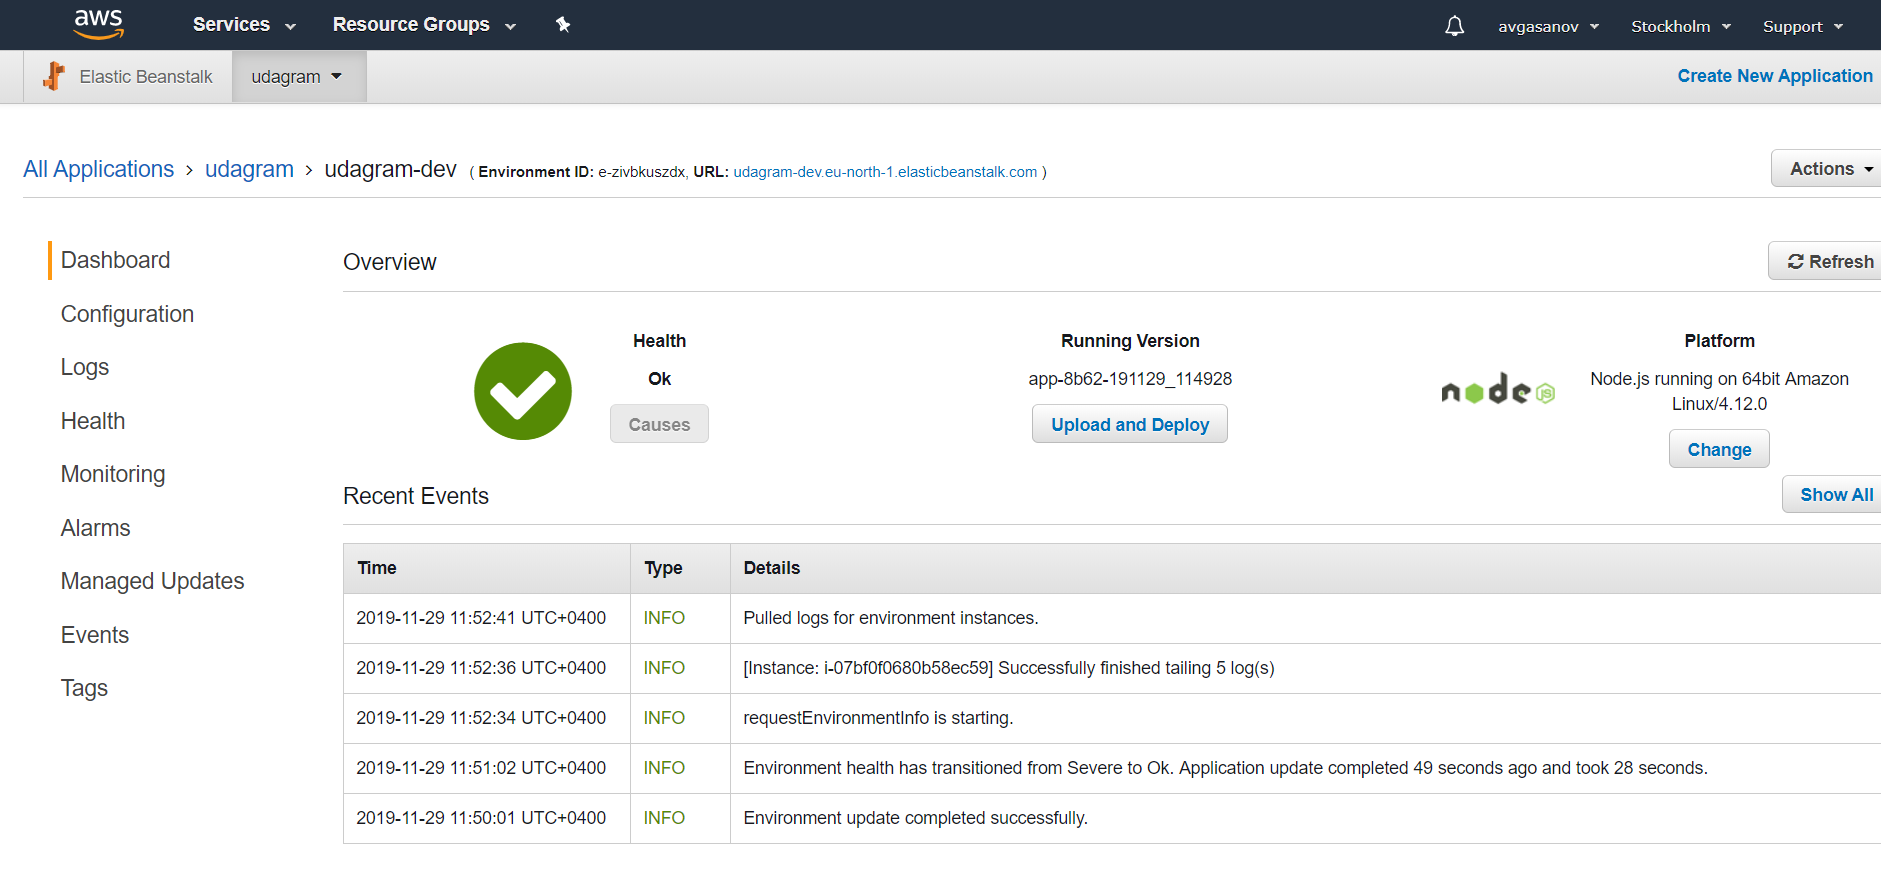 aws Services Resource Groups avgasanov Stockholm Support
Elastic Beanstalk udagram Create New Application
All Applications › udagram › udagram-dev ( Environment ID: e-zivbkuszdx, URL: udagram-dev.eu-north-1.elasticbeanstalk.com ) Actions
Dashboard
Configuration
Logs
Health
Monitoring
Alarms
Managed Updates
Events
Tags
Overview Refresh
Health
Ok
Causes
Running Version
app-8b62-191129_114928
Upload and Deploy
node JS
Platform
Node.js running on 64bit Amazon
Linux/4.12.0
Change
Recent Events Show All
Time Type Details
2019-11-29 11:52:41 UTC+0400 INFO Pulled logs for environment instances.
2019-11-29 11:52:36 UTC+0400 INFO [Instance: i-07bf0f0680b58ec59] Successfully finished tailing 5 log(s)
2019-11-29 11:52:34 UTC+0400 INFO requestEnvironmentInfo is starting.
2019-11-29 11:51:02 UTC+0400 INFO Environment health has transitioned from Severe to Ok. Application update completed 49 seconds ago and took 28 seconds.
2019-11-29 11:50:01 UTC+0400 INFO Environment update completed successfully.